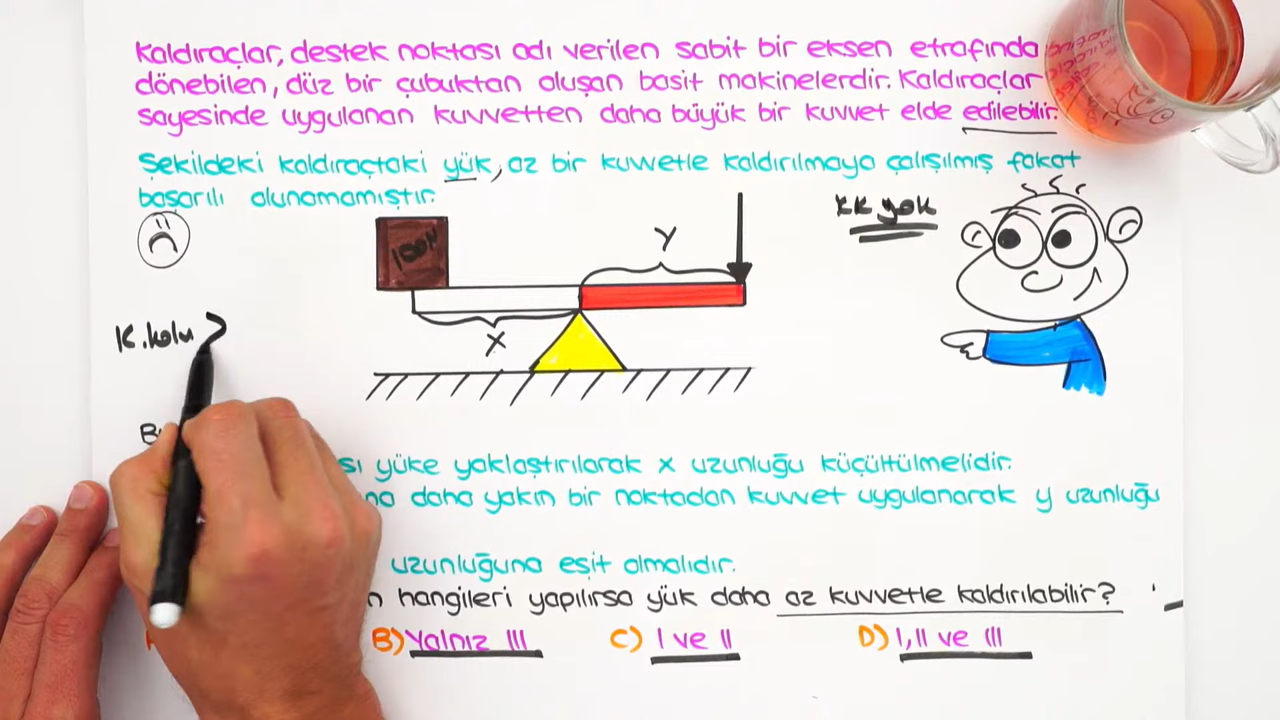 Kaldıraçlar, destek noktası adı verilen sabit bir eksen etrafında
dönebilen, düz bir çubuktan oluşan basit makinelerdir. Kaldıraçlar
sayesinde uygulanan kuvvetten daha büyük bir kuvvet elde edilebilir.
Şekildeki kaldıraçtaki yük, az bir kuvvetle kaldırılmaya çalışılmış fakat
başarılı olunamamıştır.
KK yok
100N
Y
K.kolu >
X
sı yüke yaklaştırılarak x uzunluğu küçültülmelidir.
na daha yakın bir noktadan kuvvet uygulanarak y uzunluğu
uzunluğuna eşit olmalıdır.
n hangileri yapılırsa yük daha az kuvvetle kaldırılabilir?
B) Yalnız III
C) I ve II
D) I, II ve III